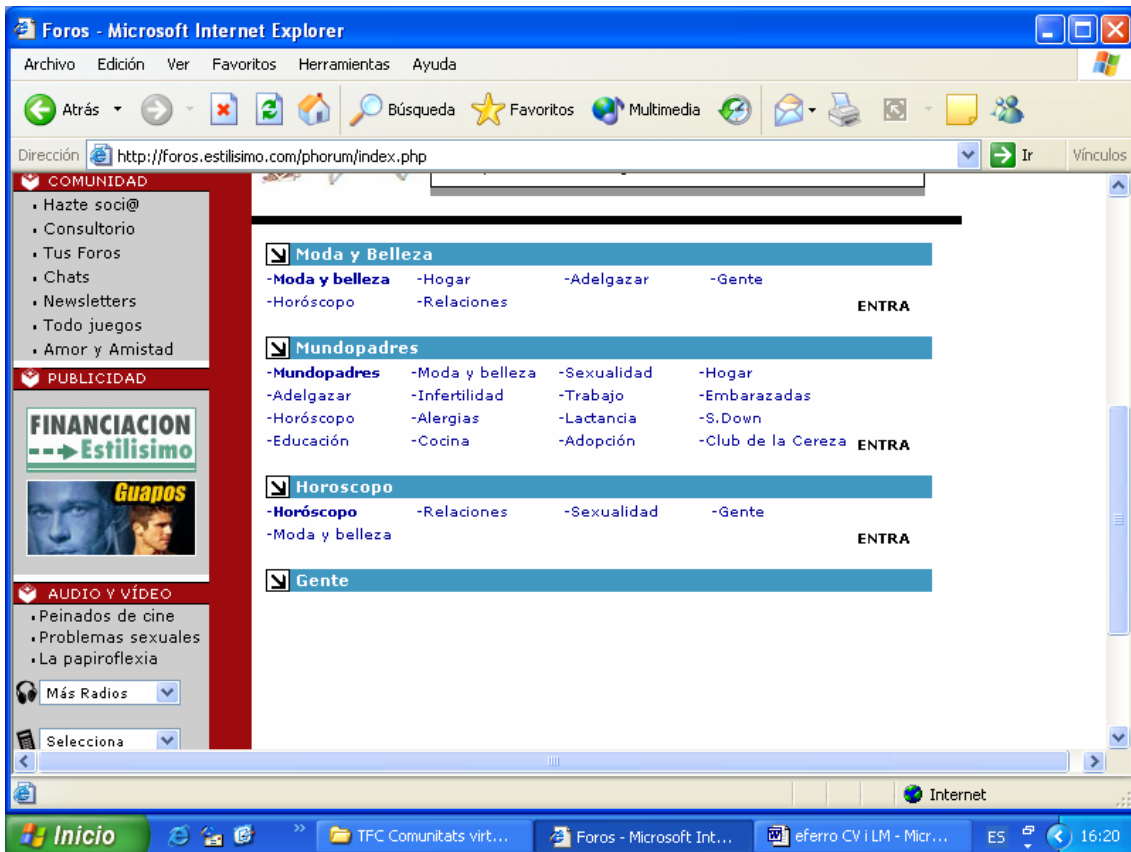 Foros - Microsoft Internet Explorer
Archivo Edición Ver Favoritos Herramientas Ayuda
Atrás Búsqueda Favoritos Multimedia
Dirección http://foros.estilisimo.com/phorum/index.php Ir Vínculos
COMUNIDAD
Hazte soci@
Consultorio
Tus Foros
Chats
Newsletters
Todo juegos
Amor y Amistad
PUBLICIDAD
FINANCIACION
Estilisimo
Guapos
AUDIO Y VÍDEO
Peinados de cine
Problemas sexuales
La papiroflexia
Más Radios
Selecciona
Moda y Belleza
-Moda y belleza -Hogar -Adelgazar -Gente
-Horóscopo -Relaciones ENTRA
Mundopadres
-Mundopadres -Moda y belleza -Sexualidad -Hogar
-Adelgazar -Infertilidad -Trabajo -Embarazadas
-Horóscopo -Alergias -Lactancia -S.Down
-Educación -Cocina -Adopción -Club de la Cereza ENTRA
Horoscopo
-Horóscopo -Relaciones -Sexualidad -Gente
-Moda y belleza ENTRA
Gente
Internet
Inicio » TFC Comunitats virt... Foros - Microsoft Int... eferro CV i LM - Micr... ES 16:20